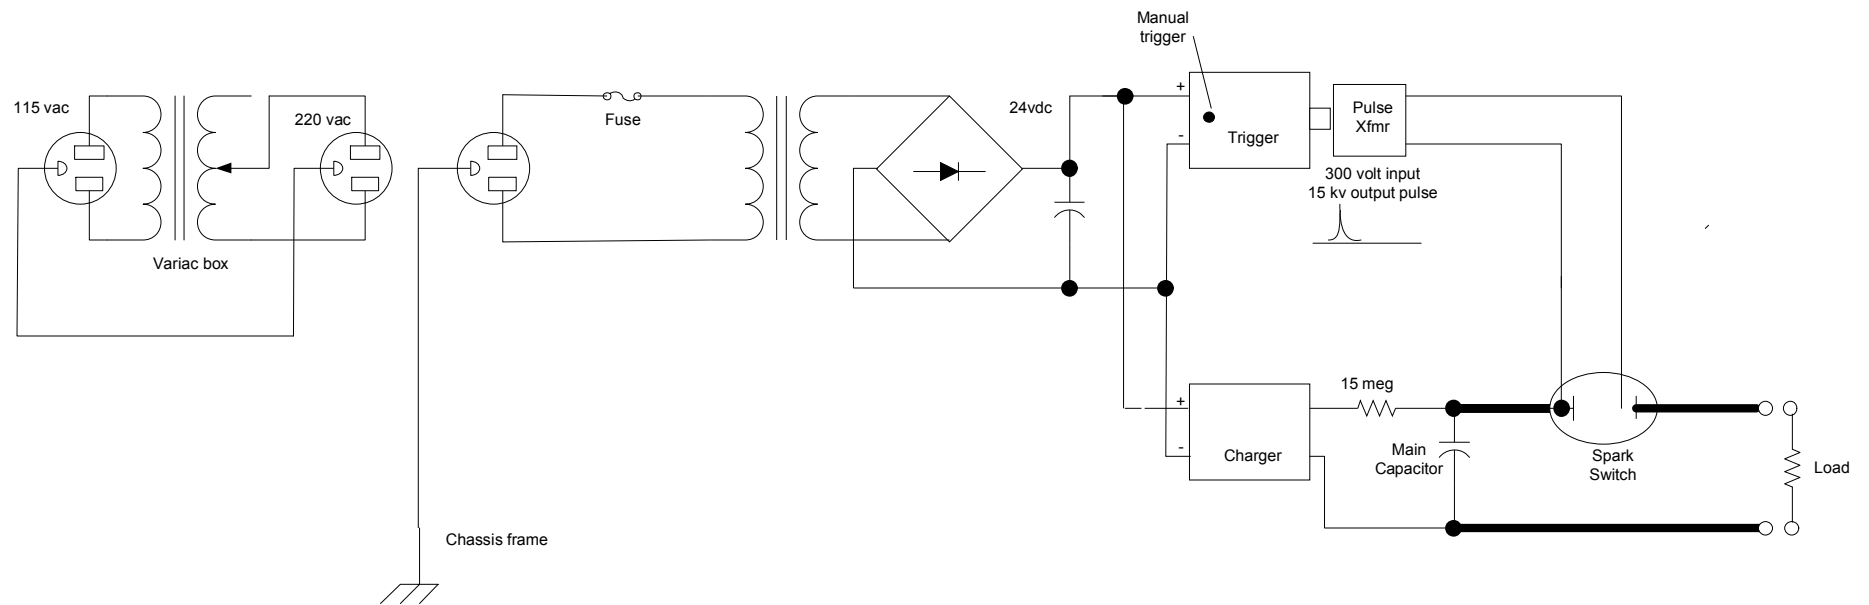 Manual
trigger
115 vac
220 vac
Fuse
24vdc
+
-
Trigger
Pulse
Xfmr
300 volt input
15 kv output pulse
Variac box
15 meg
+
-
Charger
Main
Capacitor
Spark
Switch
Load
Chassis frame